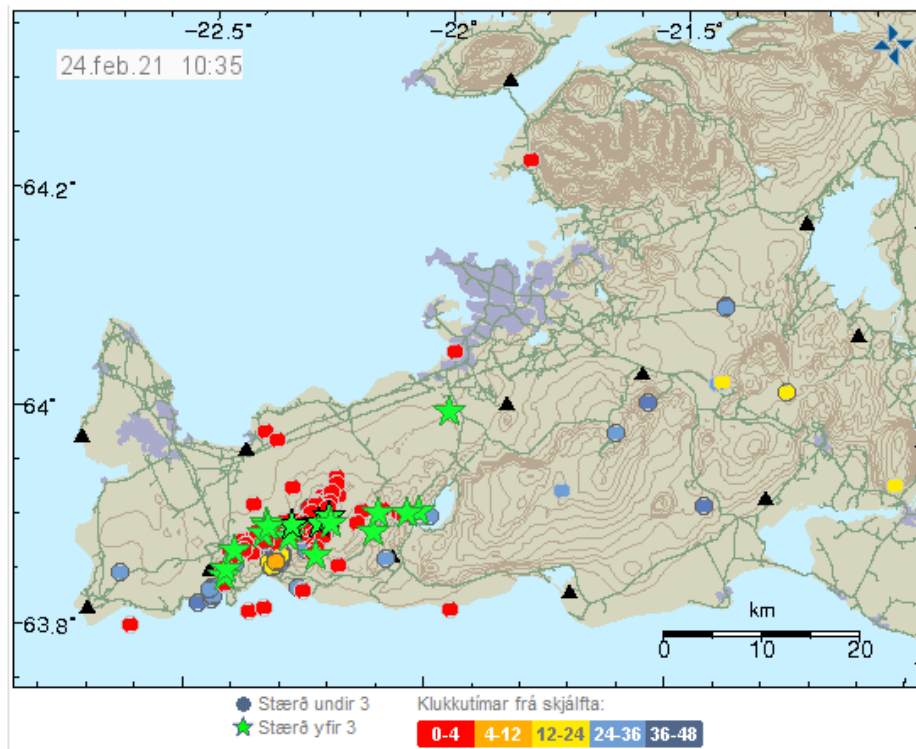 -22.5° -22° -21.5°
24.feb.21 10:35
64.2°
64°
63.8°
km
0 10 20
Stærð undir 3 Klukkutímar frá skjálfta:
Stærð yfir 3 0-4 4-12 12-24 24-36 36-48